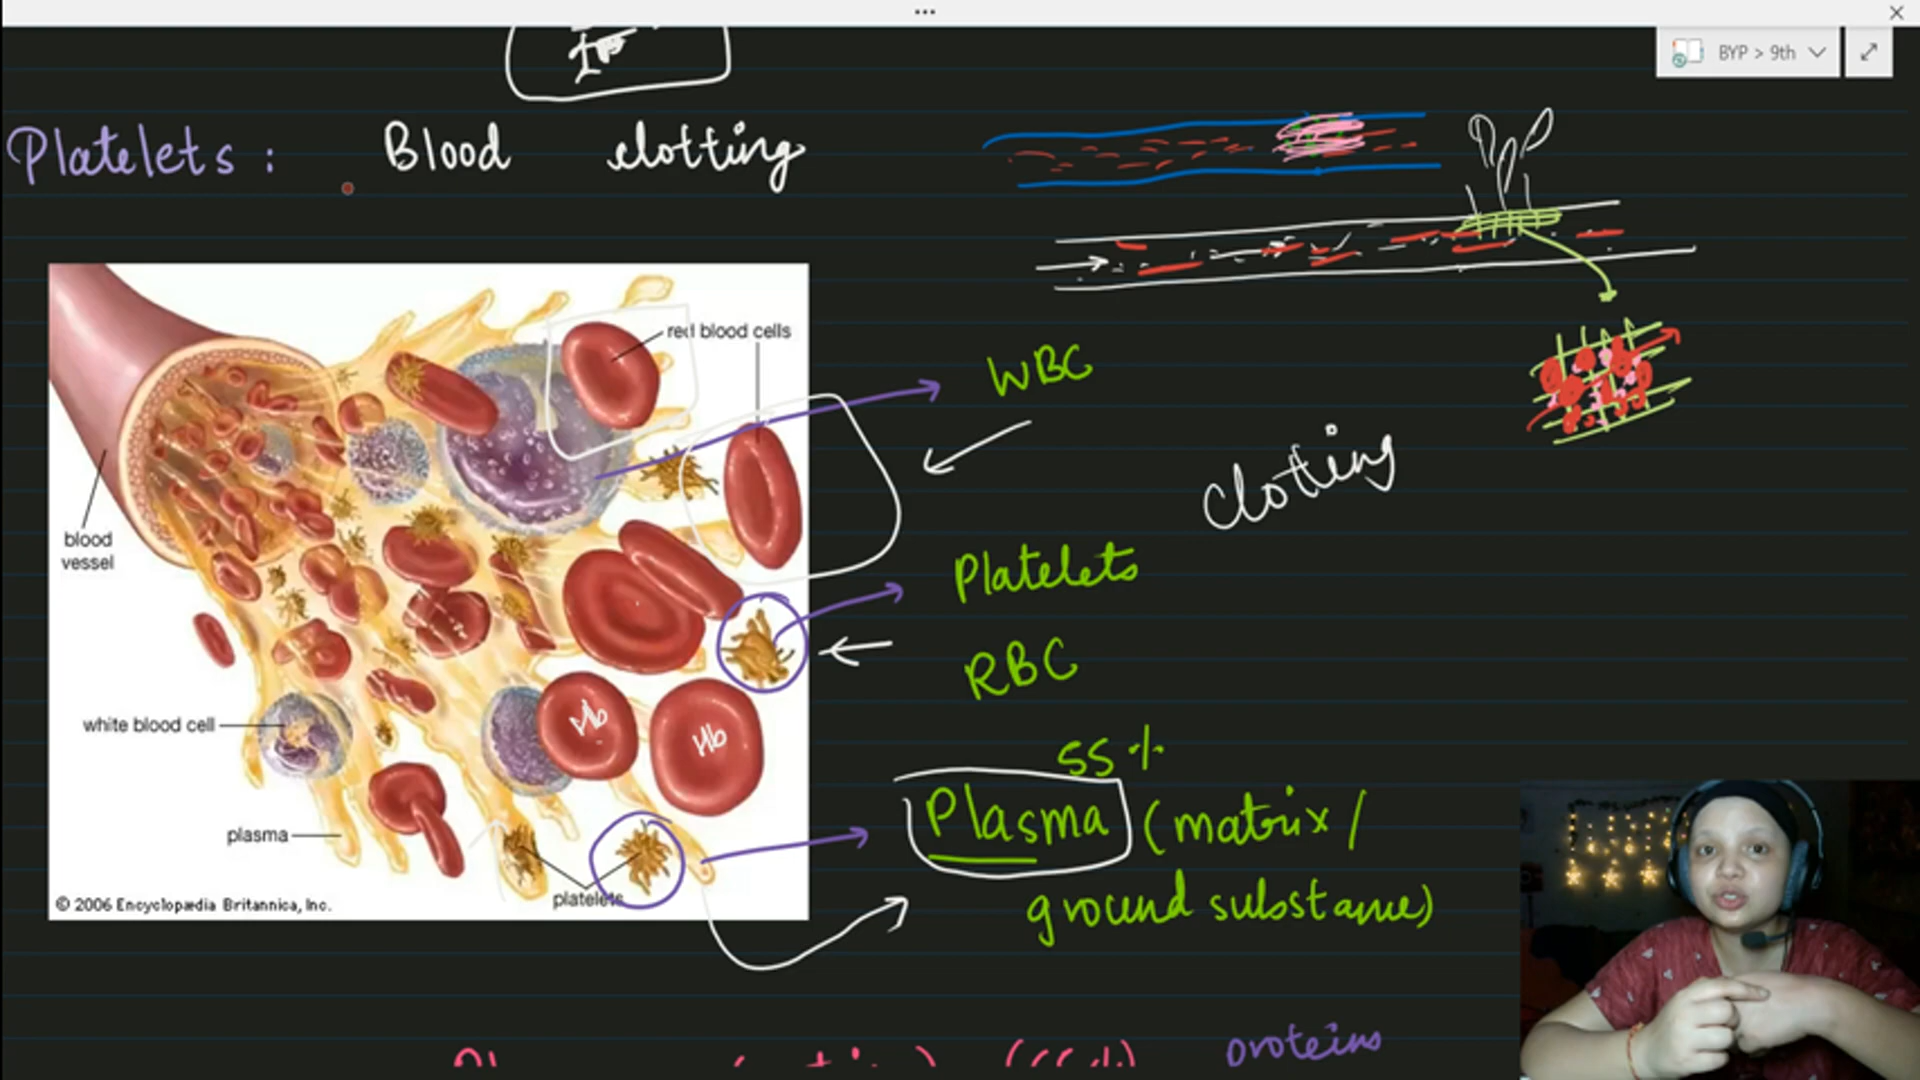 BYP > 9th
Platelets : Blood clotting
red blood cells
WBC
clotting
blood
vessel
Platelets
RBC
white blood cell
Hb
Hb
55 %
Plasma (matrix /
ground substance)
plasma
platelets
© 2006 Encyclopædia Britannica, Inc.
proteins